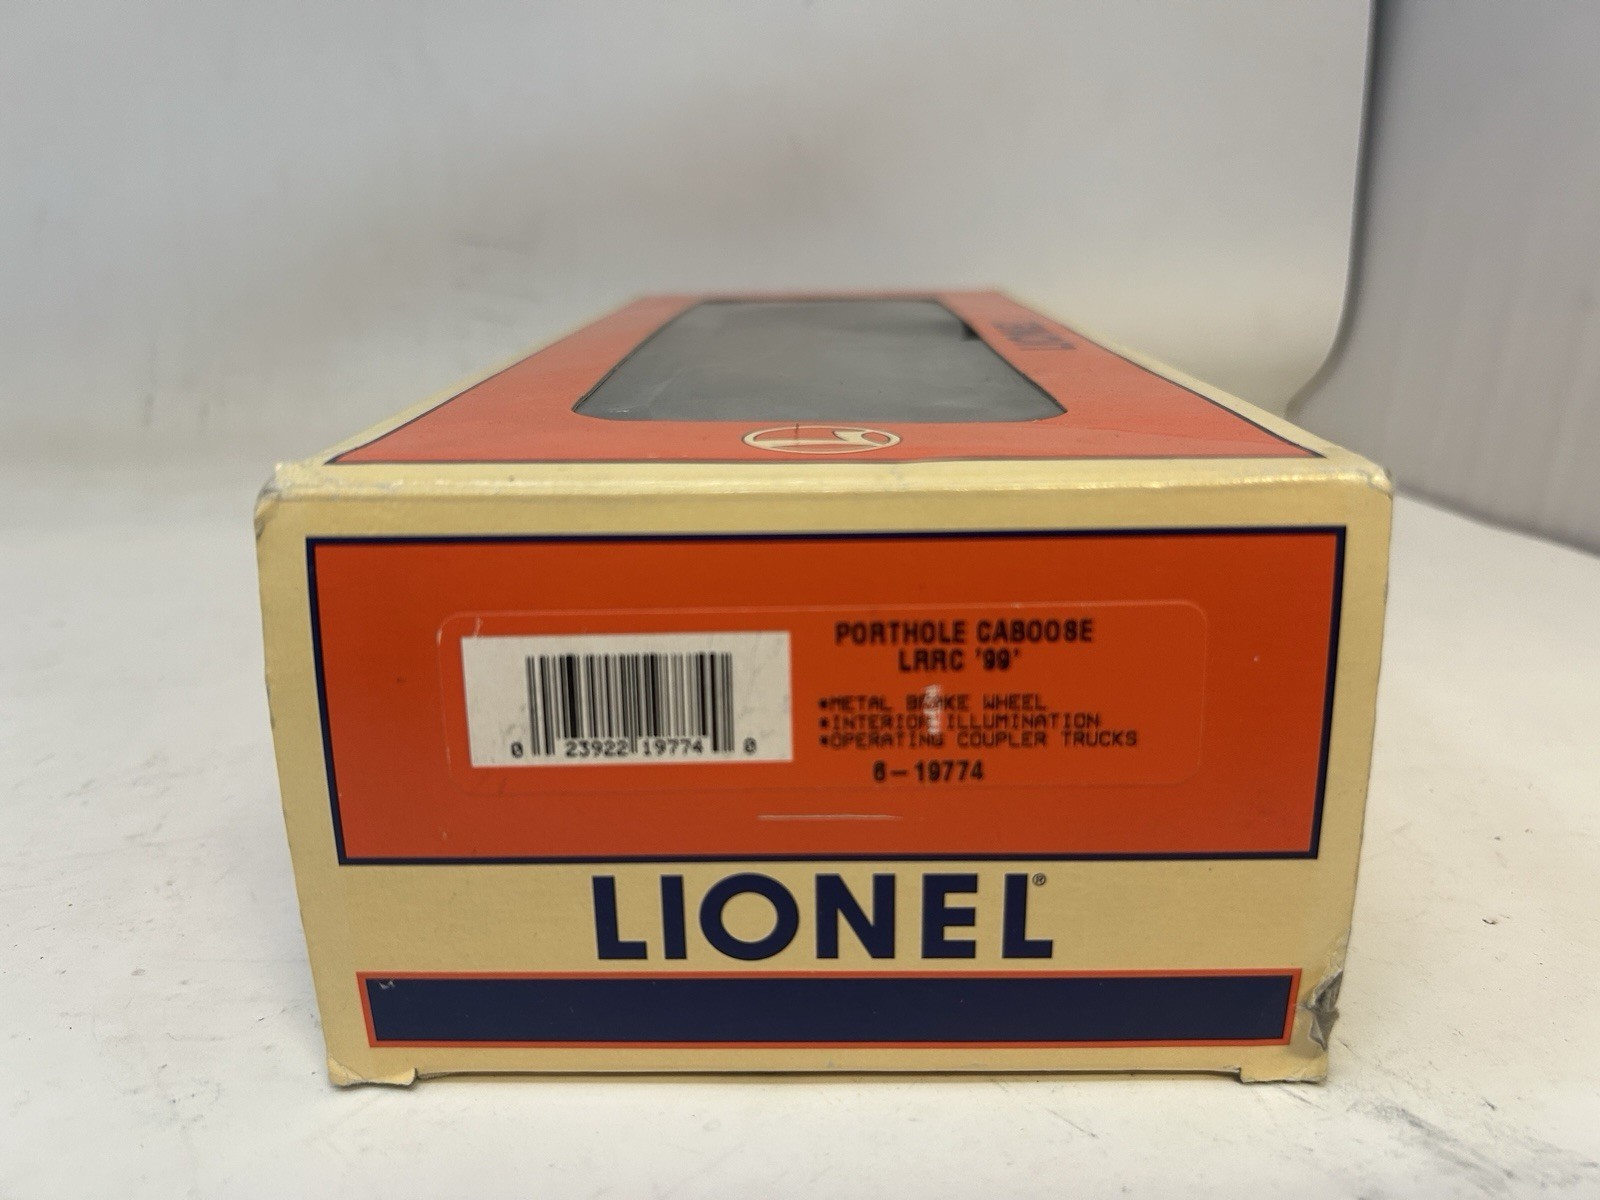 LIONEL
PORTHOLE CABOOSE
LRRC '99'
*METAL BRAKE WHEEL
*INTERIOR ILLUMINATION
*OPERATING COUPLER TRUCKS
6-19774
0 23922 19774 0
LIONEL®